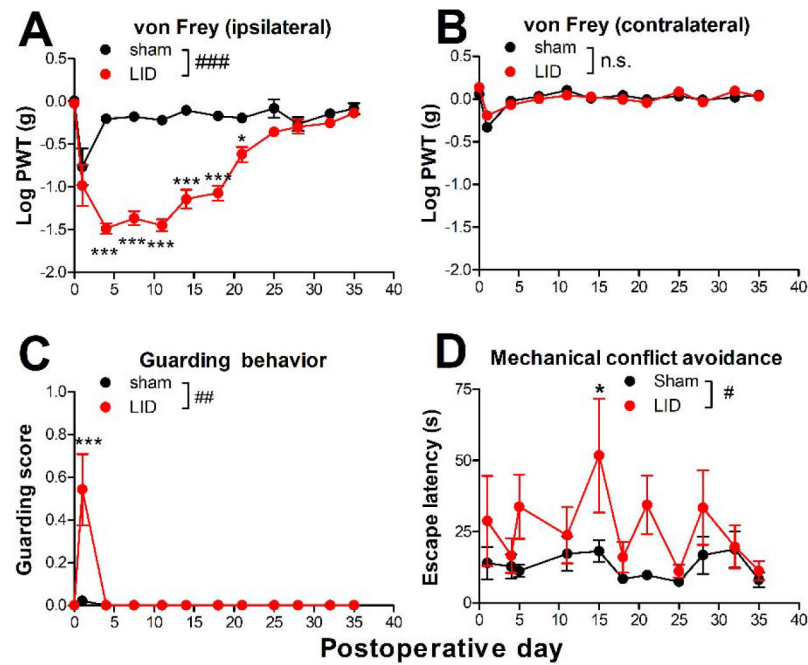 A
von Frey (ipsilateral)
sham
LID
###
Log PWT (g)
0.5
0.0
-0.5
-1.0
-1.5
-2.0
*
***
***
***
***
***
0 5 10 15 20 25 30 35 40
B
von Frey (contralateral)
sham
LID
n.s.
Log PWT (g)
0.5
0.0
-0.5
-1.0
-1.5
-2.0
0 5 10 15 20 25 30 35 40
C
Guarding behavior
sham
LID
##
Guarding score
1.0
0.8
0.6
0.4
0.2
0.0
***
0 5 10 15 20 25 30 35 40
D
Mechanical conflict avoidance
Sham
LID
#
Escape latency (s)
75
50
25
0
*
0 5 10 15 20 25 30 35 40
Postoperative day